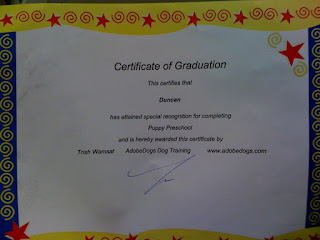 Certificate of Graduation
This certifies that
Duncan
has attained special recognition for completing
Puppy Preschool
and is hereby awarded this certificate by
Trish Wamsat AdobeDogs Dog Training www.adobedogs.com